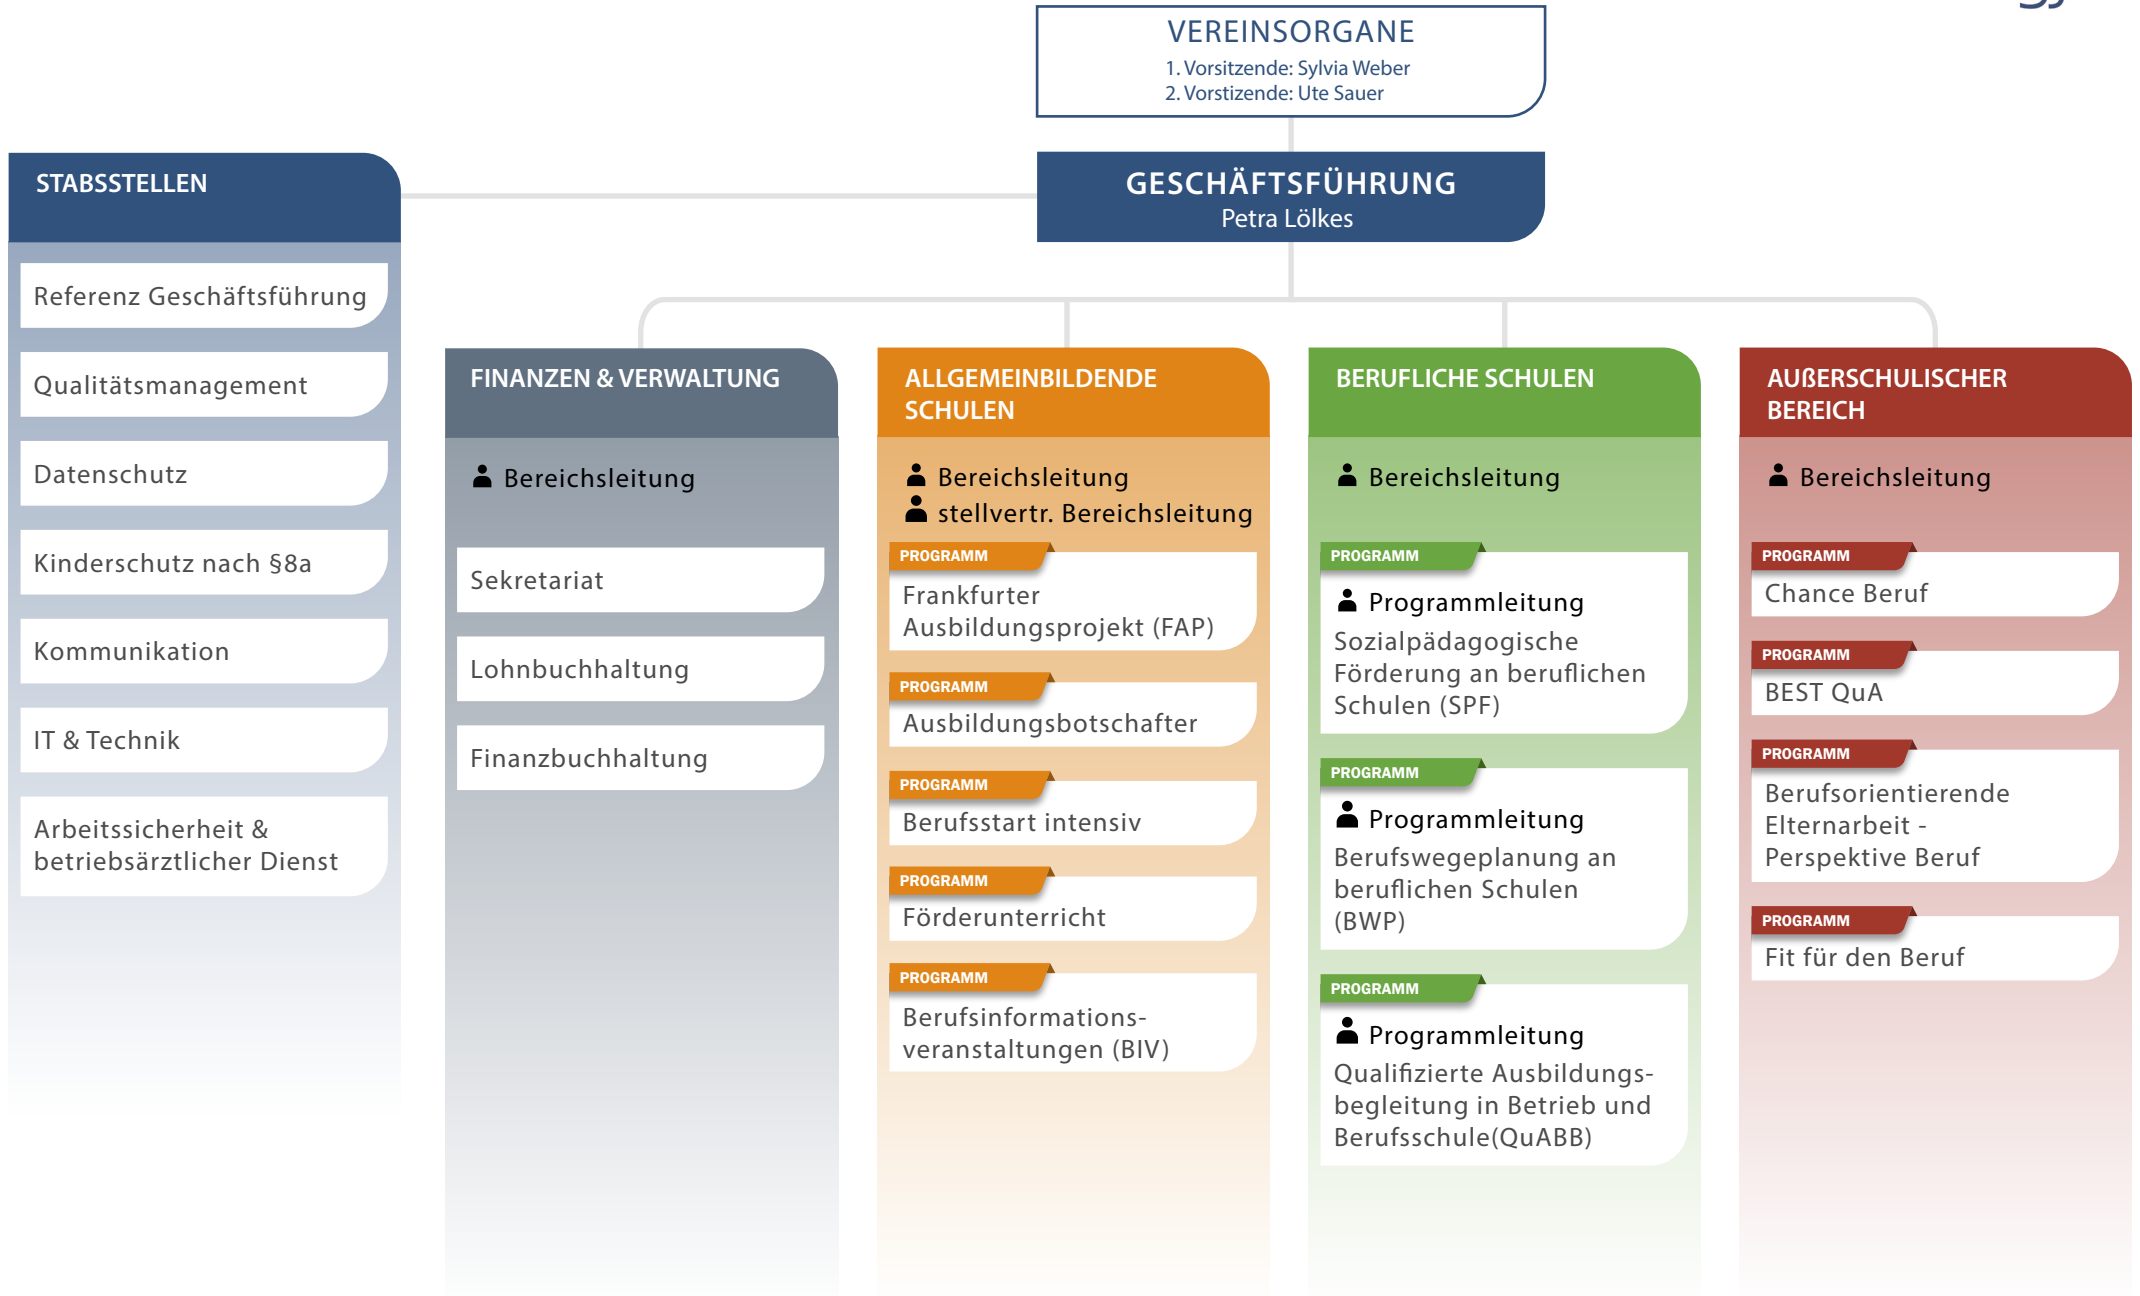 VEREINSORGANE
1. Vorsitzende: Sylvia Weber
2. Vorstizende: Ute Sauer
GESCHÄFTSFÜHRUNG
Petra Lölkes
STABSSTELLEN
Referenz Geschäftsführung
Qualitätsmanagement
Datenschutz
Kinderschutz nach §8a
Kommunikation
IT & Technik
Arbeitssicherheit &
betriebsärztlicher Dienst
FINANZEN & VERWALTUNG
Bereichsleitung
Sekretariat
Lohnbuchhaltung
Finanzbuchhaltung
ALLGEMEINBILDENDE
SCHULEN
Bereichsleitung
stellvertr. Bereichsleitung
PROGRAMM
Frankfurter
Ausbildungsprojekt (FAP)
PROGRAMM
Ausbildungsbotschafter
PROGRAMM
Berufsstart intensiv
PROGRAMM
Förderunterricht
PROGRAMM
Berufsinformations-
veranstaltungen (BIV)
BERUFLICHE SCHULEN
Bereichsleitung
PROGRAMM
Programmleitung
Sozialpädagogische
Förderung an beruflichen
Schulen (SPF)
PROGRAMM
Programmleitung
Berufswegeplanung an
beruflichen Schulen
(BWP)
PROGRAMM
Programmleitung
Qualifizierte Ausbildungs-
begleitung in Betrieb und
Berufsschule(QuABB)
AUßERSCHULISCHER
BEREICH
Bereichsleitung
PROGRAMM
Chance Beruf
PROGRAMM
BEST QuA
PROGRAMM
Berufsorientierende
Elternarbeit -
Perspektive Beruf
PROGRAMM
Fit für den Beruf